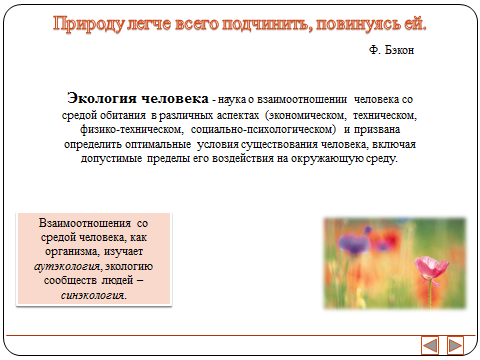 Природу легче всего подчинить, повинуясь ей.
Ф. Бэкон
Экология человека - наука о взаимоотношении человека со
средой обитания в различных аспектах (экономическом, техническом,
физико-техническом, социально-психологическом) и призвана
определить оптимальные условия существования человека, включая
допустимые пределы его воздействия на окружающую среду.
Взаимоотношения со
средой человека, как
организма, изучает
аутэкология, экологию
сообществ людей –
синэкология.